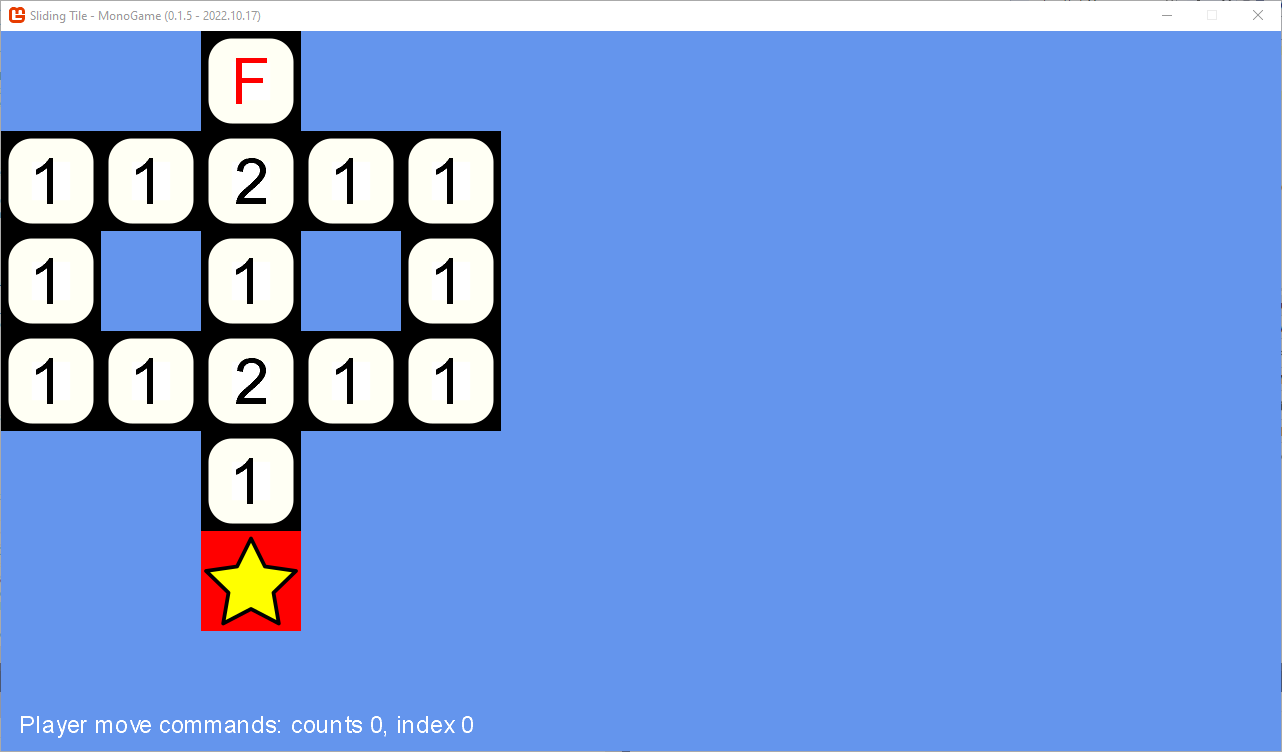 Sliding Tile - MonoGame (0.1.5 - 2022.10.17)
F
1 1 2 1 1
1 1 1
1 1 2 1 1
1
Player move commands: counts 0, index 0